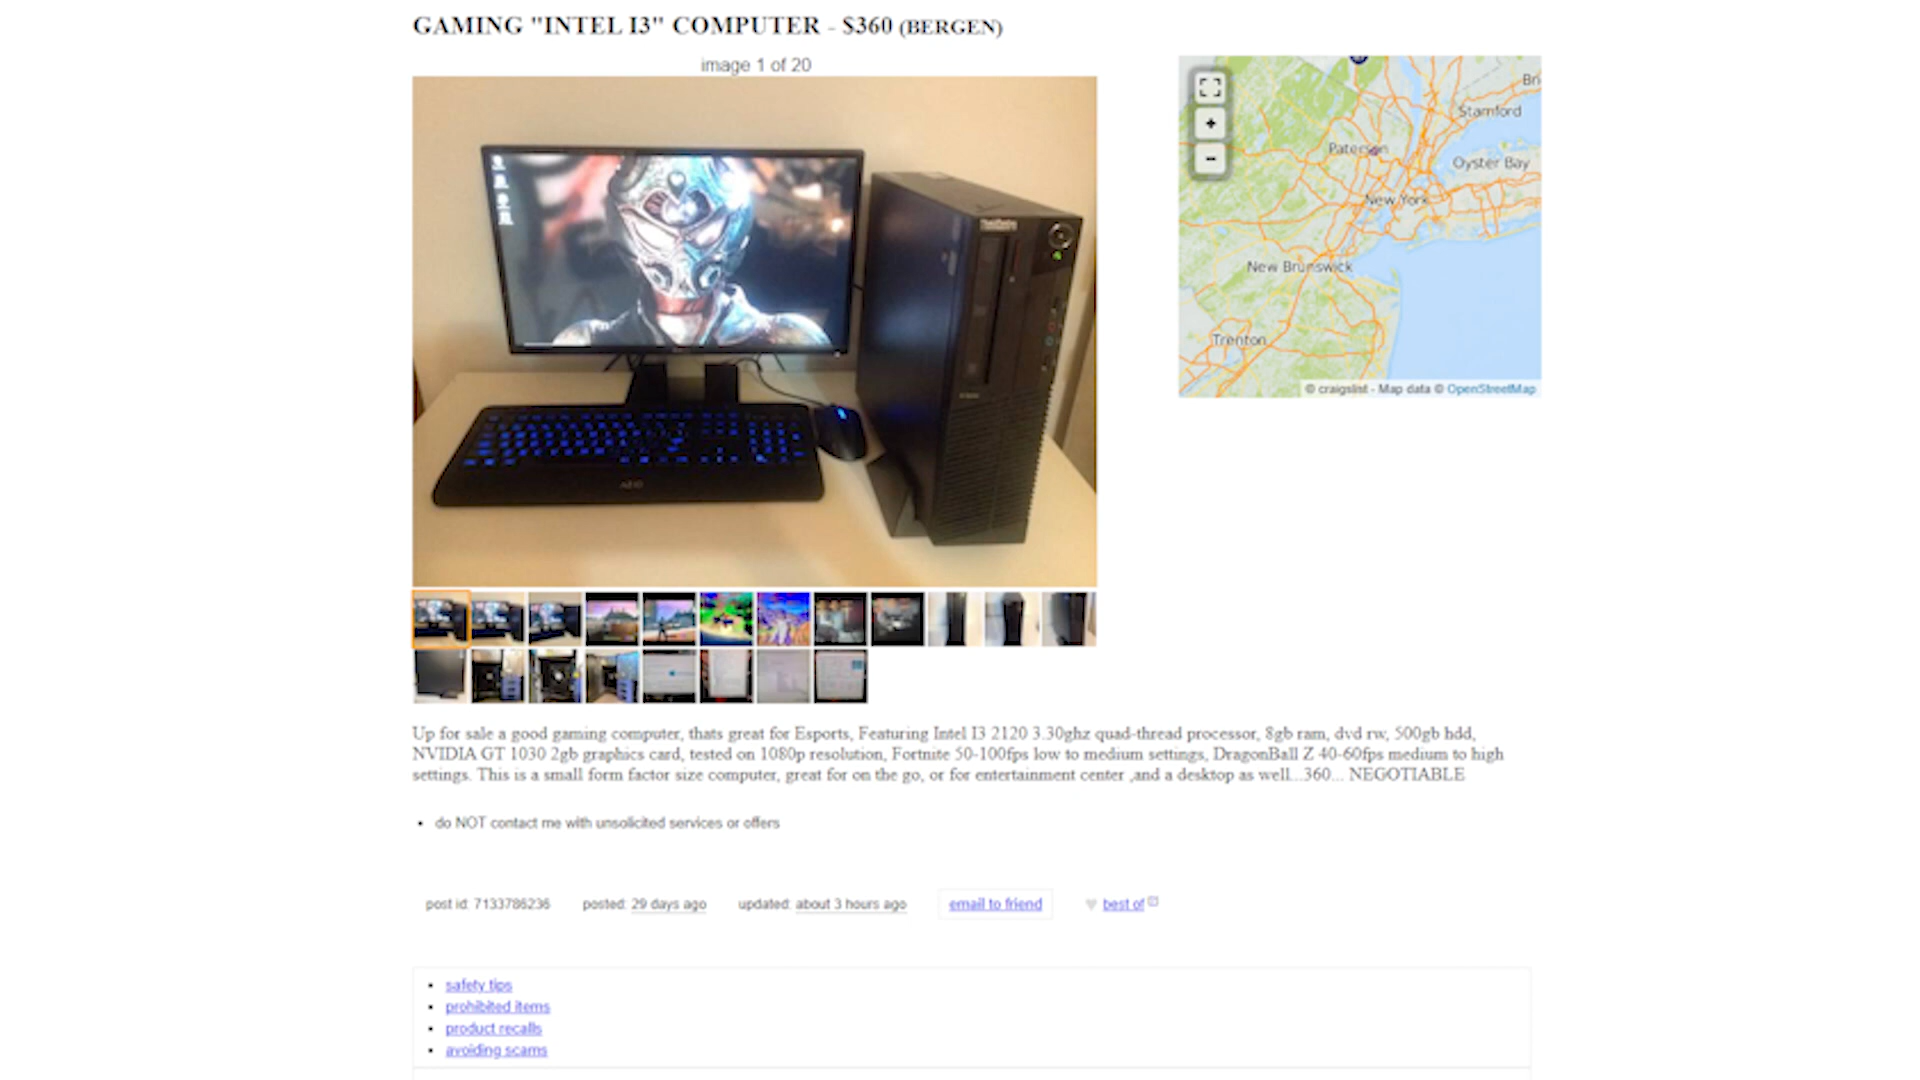 GAMING "INTEL I3" COMPUTER - $360 (BERGEN)
image 1 of 20
Bri
Stamford
Paterson
Oyster Bay
New York
New Brunswick
Trenton
© craigslist - Map data © OpenStreetMap
Up for sale a good gaming computer, thats great for Esports, Featuring Intel I3 2120 3.30ghz quad-thread processor, 8gb ram, dvd rw, 500gb hdd,
NVIDIA GT 1030 2gb graphics card, tested on 1080p resolution, Fortnite 50-100fps low to medium settings, DragonBall Z 40-60fps medium to high
settings. This is a small form factor size computer, great for on the go, or for entertainment center ,and a desktop as well...360... NEGOTIABLE
• do NOT contact me with unsolicited services or offers
post id: 7133786236 posted: 29 days ago updated: about 3 hours ago email to friend ♥ best of
• safety tips
• prohibited items
• product recalls
• avoiding scams